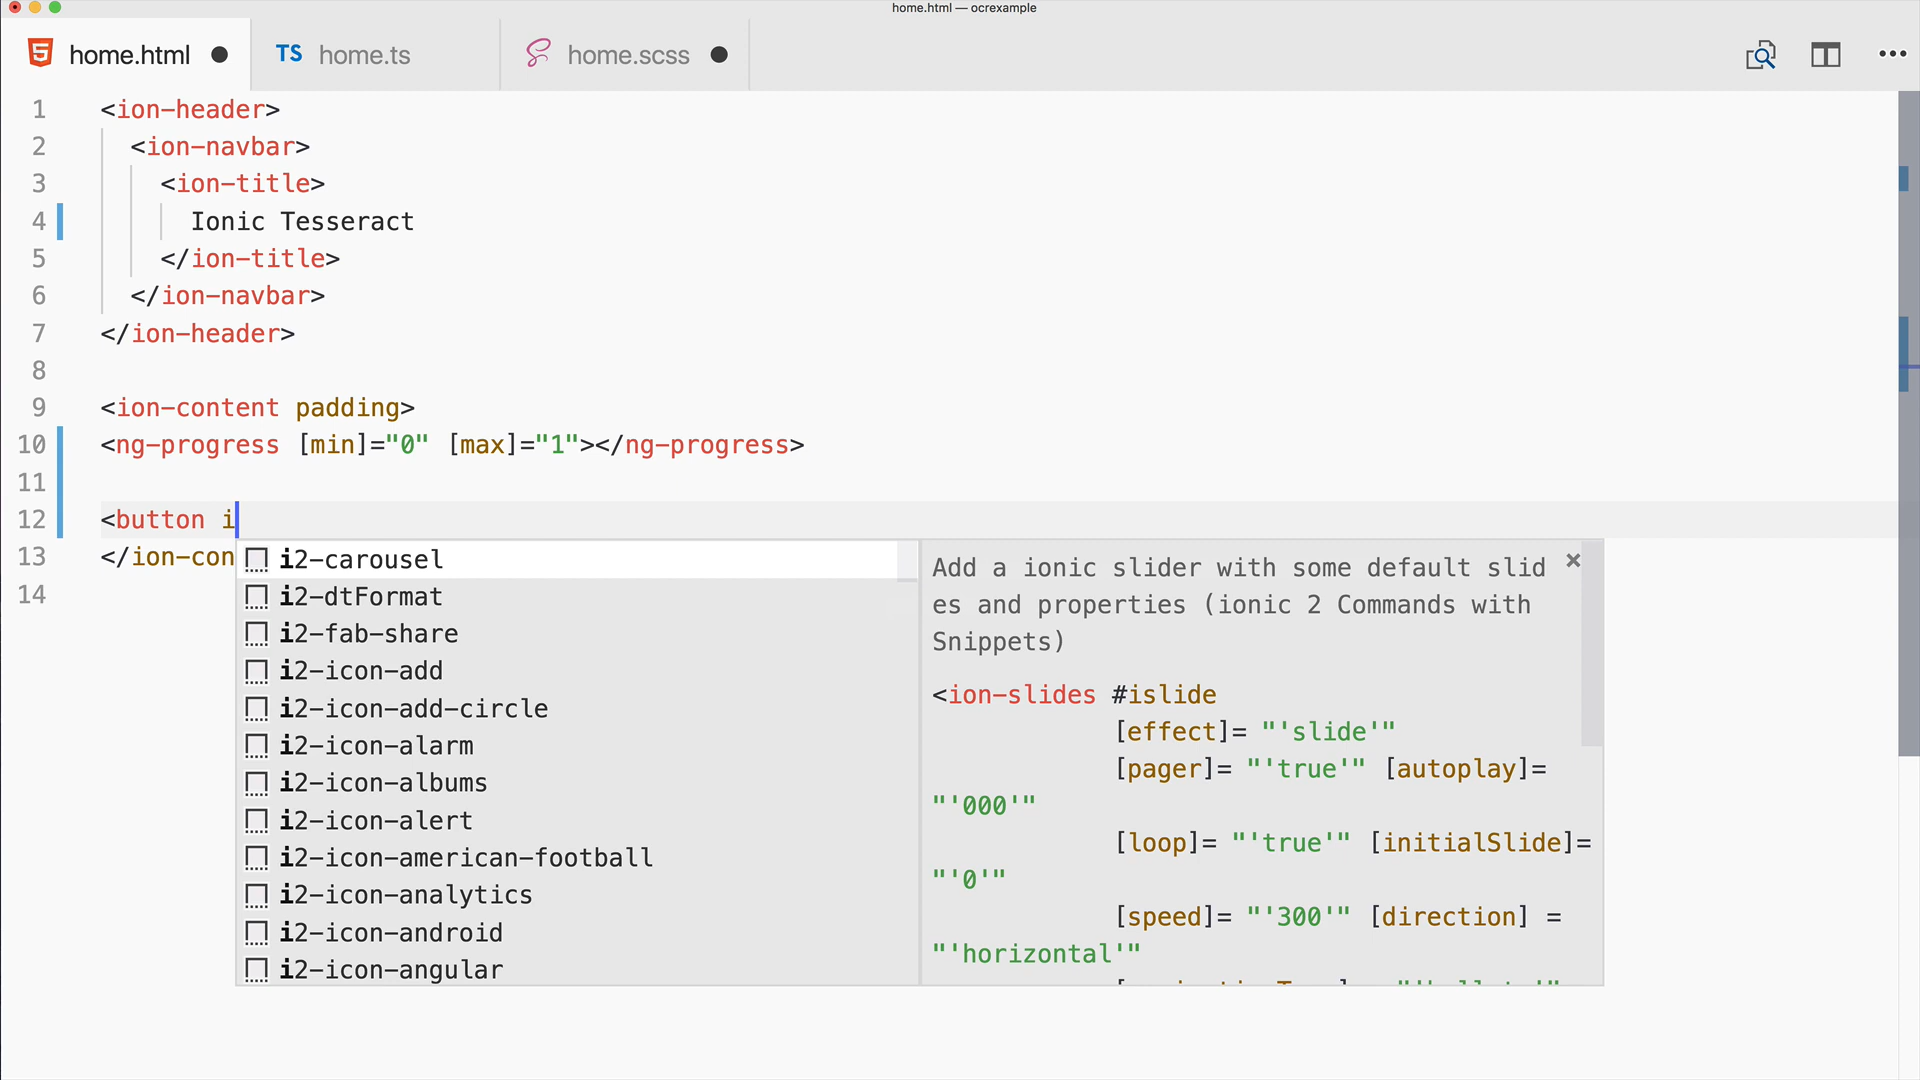 home.html — ocrexample
home.html
TS home.ts
home.scss
1 <ion-header>
2 <ion-navbar>
3 <ion-title>
4 Ionic Tesseract
5 </ion-title>
6 </ion-navbar>
7 </ion-header>
8
9 <ion-content padding>
10 <ng-progress [min]="0" [max]="1"></ng-progress>
11
12 <button i
13 </ion-con
14
i2-carousel
i2-dtFormat
i2-fab-share
i2-icon-add
i2-icon-add-circle
i2-icon-alarm
i2-icon-albums
i2-icon-alert
i2-icon-american-football
i2-icon-analytics
i2-icon-android
i2-icon-angular
Add a ionic slider with some default slid
es and properties (ionic 2 Commands with
Snippets)
<ion-slides #islide
[effect]= "'slide'"
[pager]= "'true'" [autoplay]=
"'000'"
[loop]= "'true'" [initialSlide]=
"'0'"
[speed]= "'300'" [direction] =
"'horizontal'"